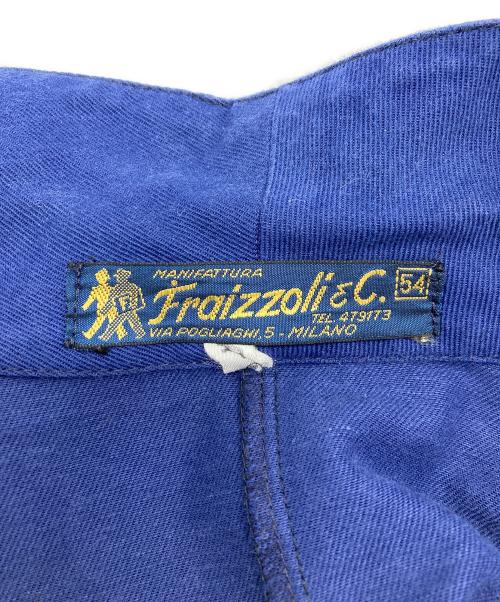 MANIFATTURA
Fraizzoli & C. 54
TEL. 479173
VIA POGLIAGHI. 5 - MILANO
F